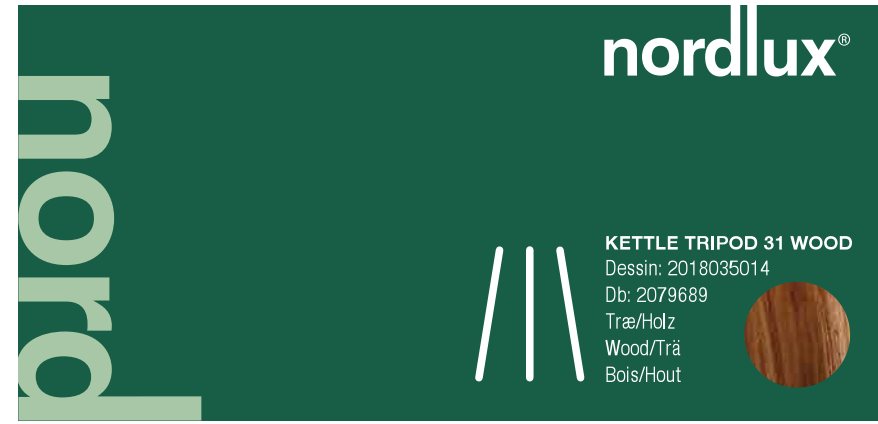 nord
nordlux®
KETTLE TRIPOD 31 WOOD
Dessin: 2018035014
Db: 2079689
Træ/Holz
Wood/Trä
Bois/Hout